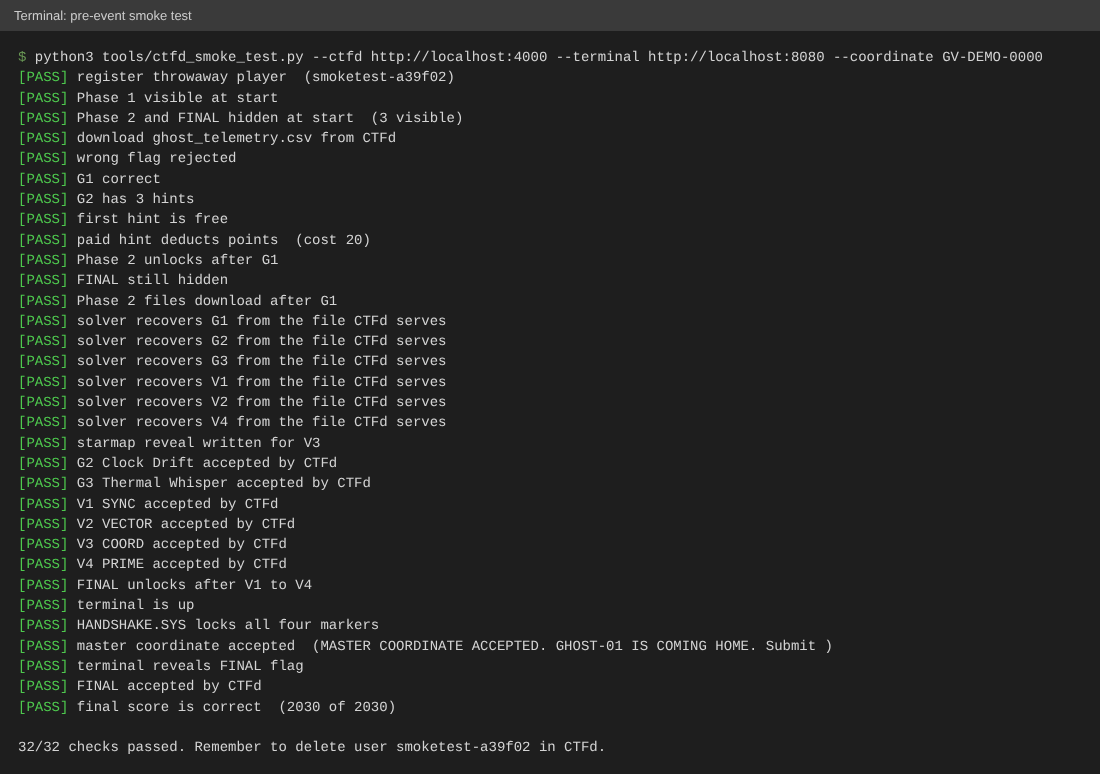 Terminal: pre-event smoke test
$ python3 tools/ctfd_smoke_test.py --ctfd http://localhost:4000 --terminal http://localhost:8080 --coordinate GV-DEMO-0000
[PASS] register throwaway player  (smoketest-a39f02)
[PASS] Phase 1 visible at start
[PASS] Phase 2 and FINAL hidden at start  (3 visible)
[PASS] download ghost_telemetry.csv from CTFd
[PASS] wrong flag rejected
[PASS] G1 correct
[PASS] G2 has 3 hints
[PASS] first hint is free
[PASS] paid hint deducts points  (cost 20)
[PASS] Phase 2 unlocks after G1
[PASS] FINAL still hidden
[PASS] Phase 2 files download after G1
[PASS] solver recovers G1 from the file CTFd serves
[PASS] solver recovers G2 from the file CTFd serves
[PASS] solver recovers G3 from the file CTFd serves
[PASS] solver recovers V1 from the file CTFd serves
[PASS] solver recovers V2 from the file CTFd serves
[PASS] solver recovers V4 from the file CTFd serves
[PASS] starmap reveal written for V3
[PASS] G2 Clock Drift accepted by CTFd
[PASS] G3 Thermal Whisper accepted by CTFd
[PASS] V1 SYNC accepted by CTFd
[PASS] V2 VECTOR accepted by CTFd
[PASS] V3 COORD accepted by CTFd
[PASS] V4 PRIME accepted by CTFd
[PASS] FINAL unlocks after V1 to V4
[PASS] terminal is up
[PASS] HANDSHAKE.SYS locks all four markers
[PASS] master coordinate accepted  (MASTER COORDINATE ACCEPTED. GHOST-01 IS COMING HOME. Submit )
[PASS] terminal reveals FINAL flag
[PASS] FINAL accepted by CTFd
[PASS] final score is correct  (2030 of 2030)
32/32 checks passed. Remember to delete user smoketest-a39f02 in CTFd.